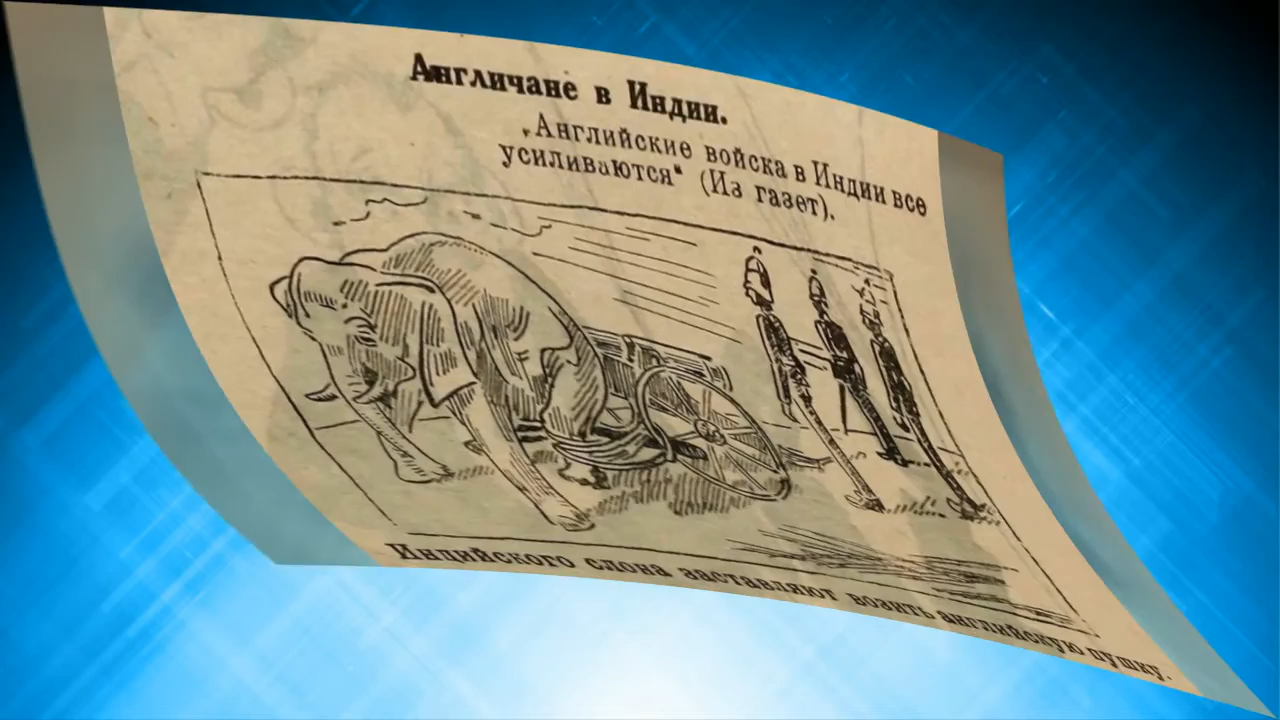 Англичане в Индии.
„Английские войска в Индии все
усиливаются“ (Из газет).
Индийского слона заставляют возить английскую пушку.